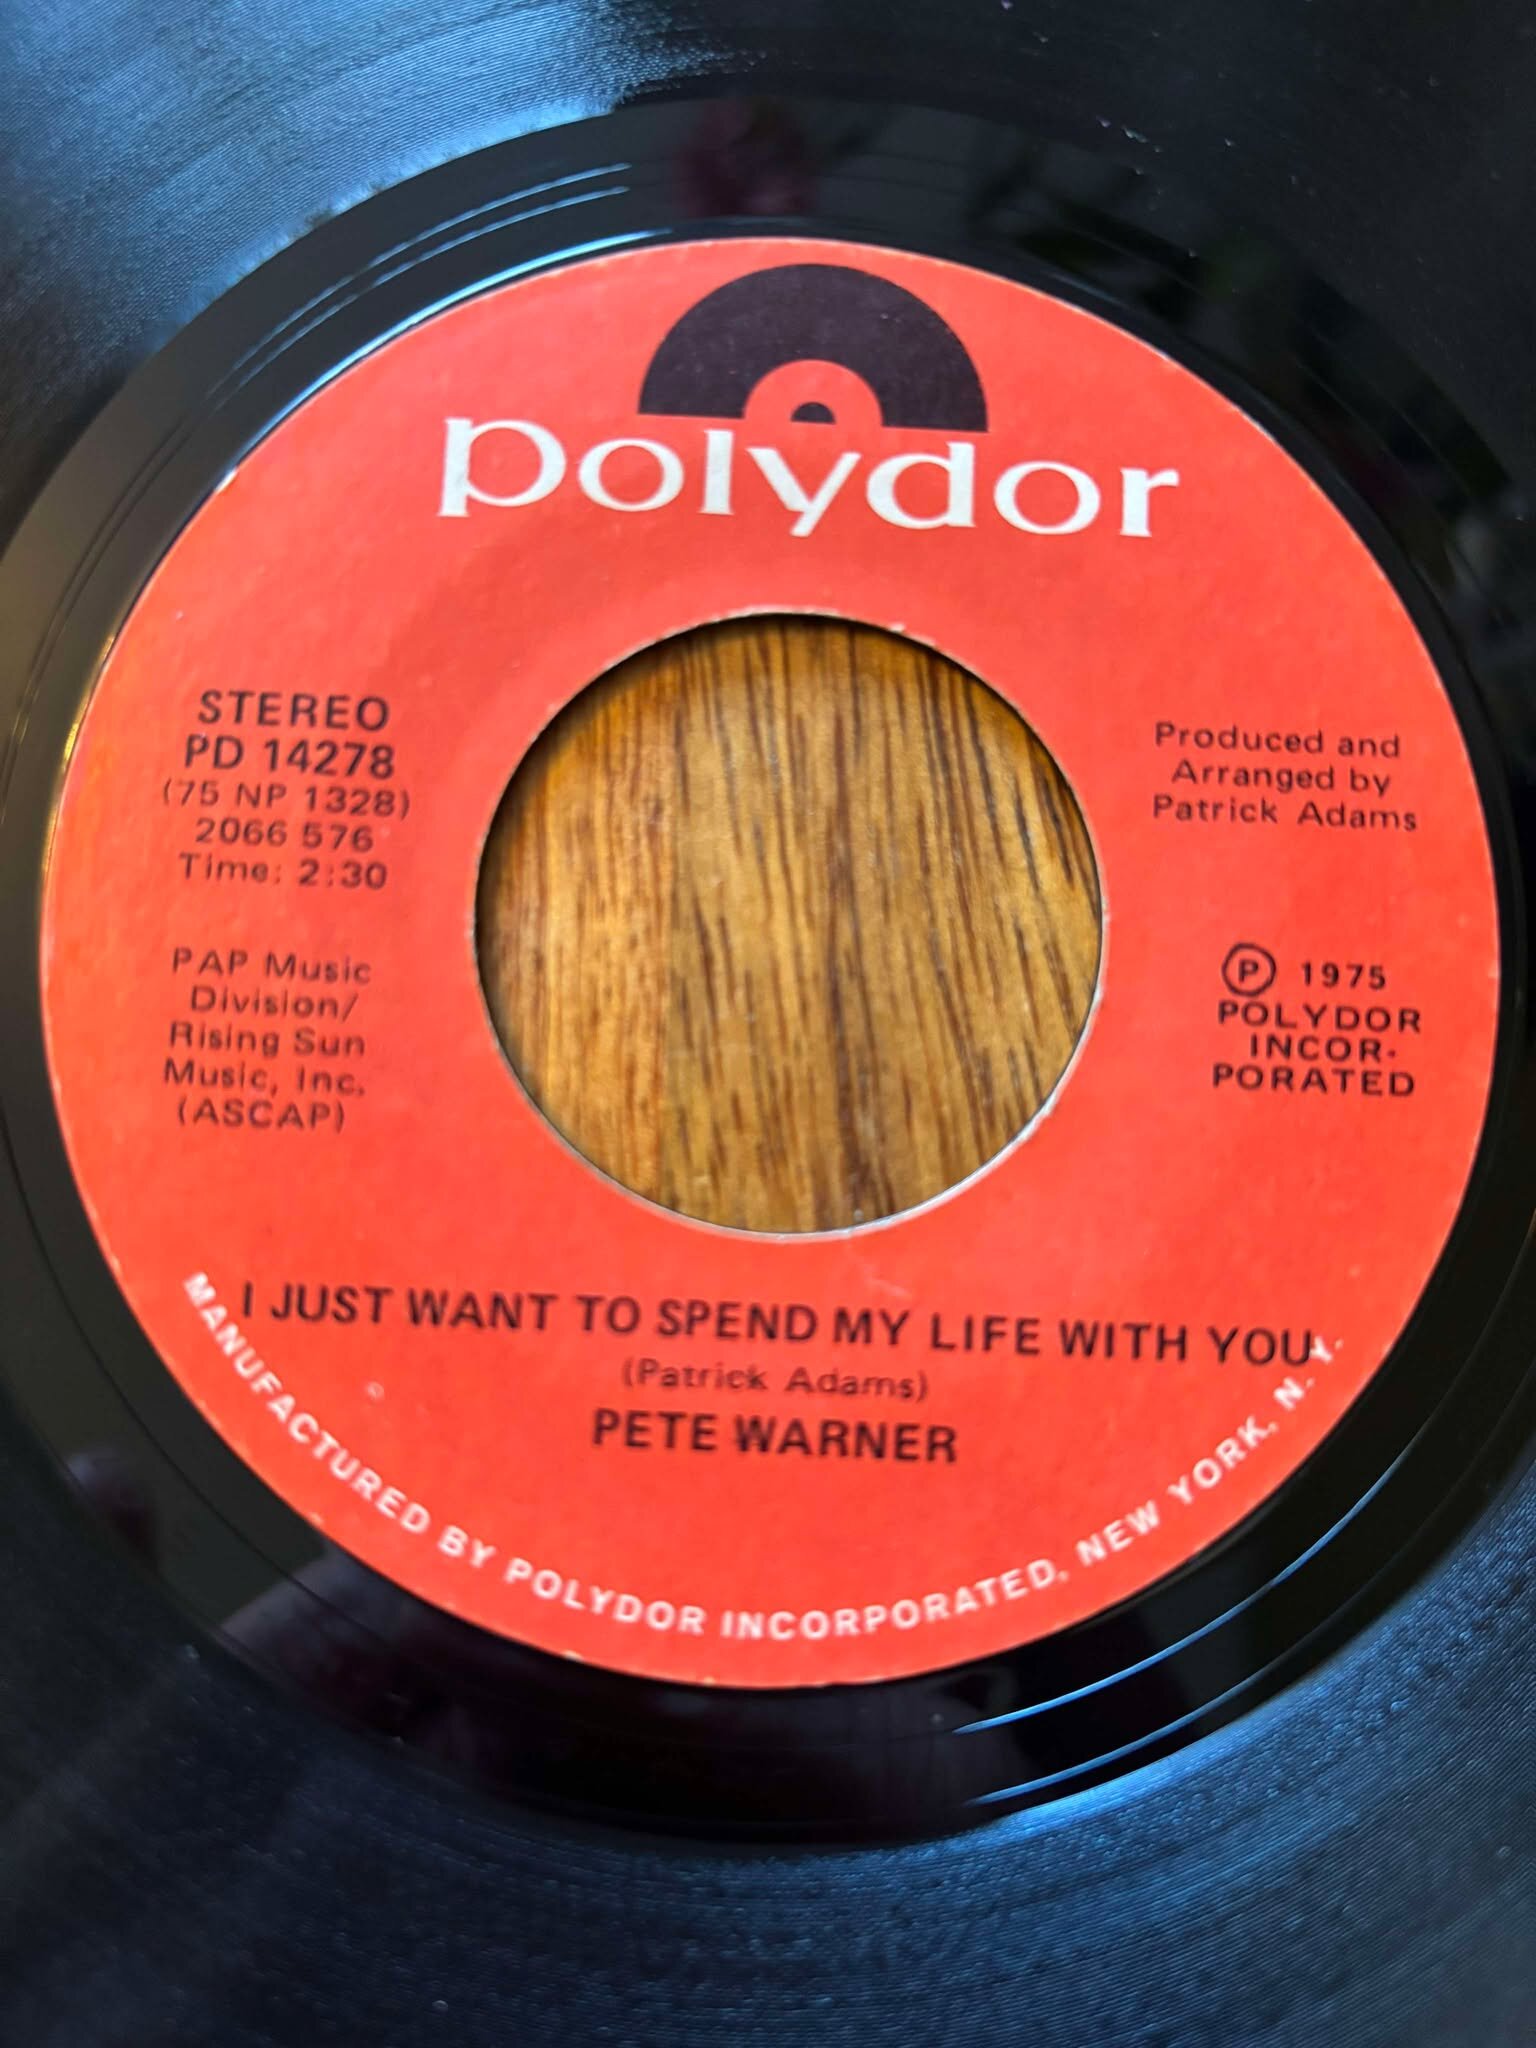 polydor
STEREO
PD 14278
(75 NP 1328)
2066 576
Time: 2:30
PAP Music
Division/
Rising Sun
Music, Inc.
(ASCAP)
Produced and
Arranged by
Patrick Adams
Ⓟ 1975
POLYDOR
INCOR-
PORATED
I JUST WANT TO SPEND MY LIFE WITH YOU
(Patrick Adams)
PETE WARNER
MANUFACTURED BY POLYDOR INCORPORATED, NEW YORK, N.Y.